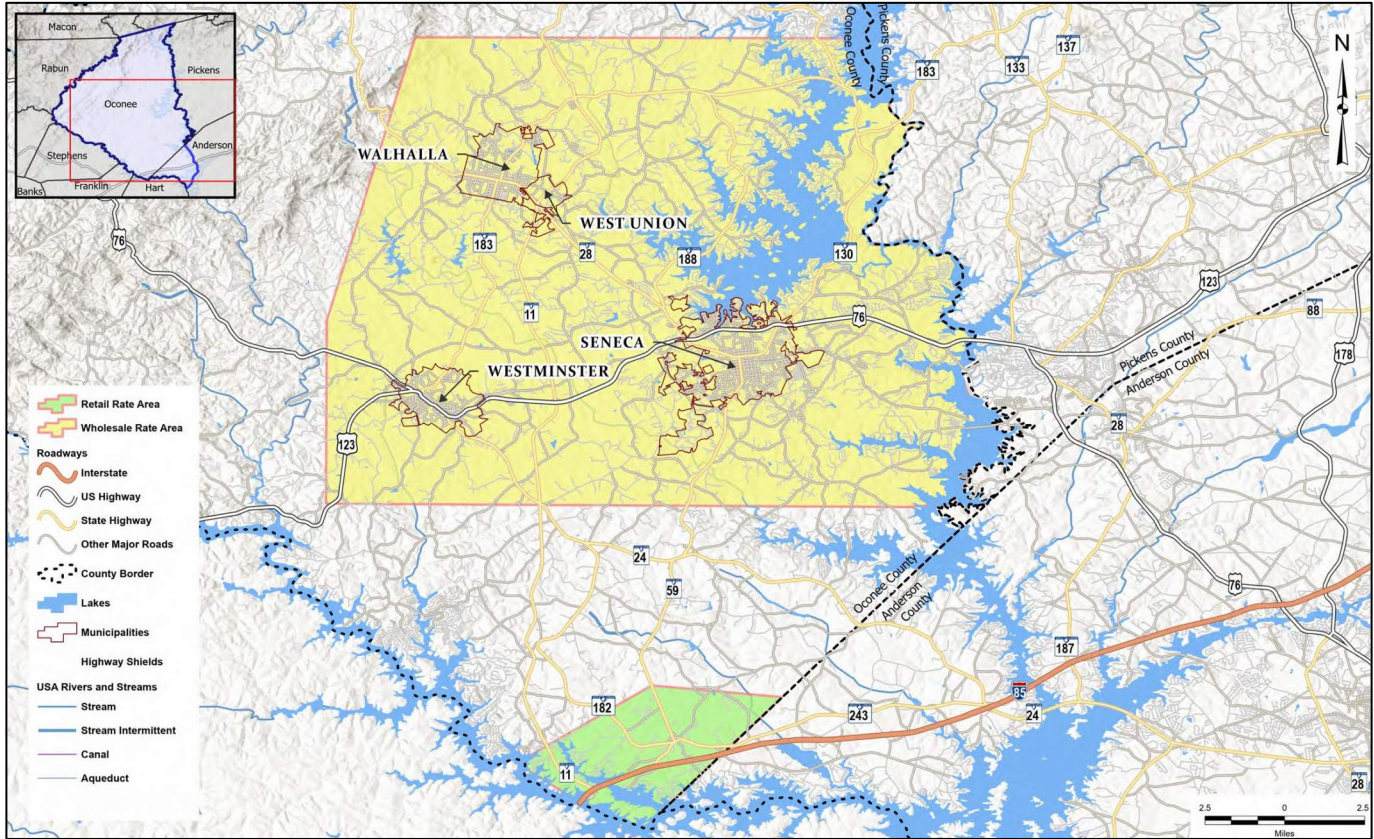 Macon
Rabun
Pickens
Oconee
Anderson
Stephens
Banks
Franklin
Hart
Oconee County
Pickens County
183
133
137
N
WALHALLA
WEST UNION
76
183
28
188
130
11
123
88
SENECA
76
178
WESTMINSTER
Pickens County
Anderson County
123
28
Retail Rate Area
Wholesale Rate Area
Roadways
Interstate
US Highway
State Highway
Other Major Roads
County Border
Lakes
Municipalities
Highway Shields
USA Rivers and Streams
Stream
Stream Intermittent
Canal
Aqueduct
24
59
Oconee County
Anderson
County
76
187
85
182
243
24
11
28
2.5
0
2.5
Miles